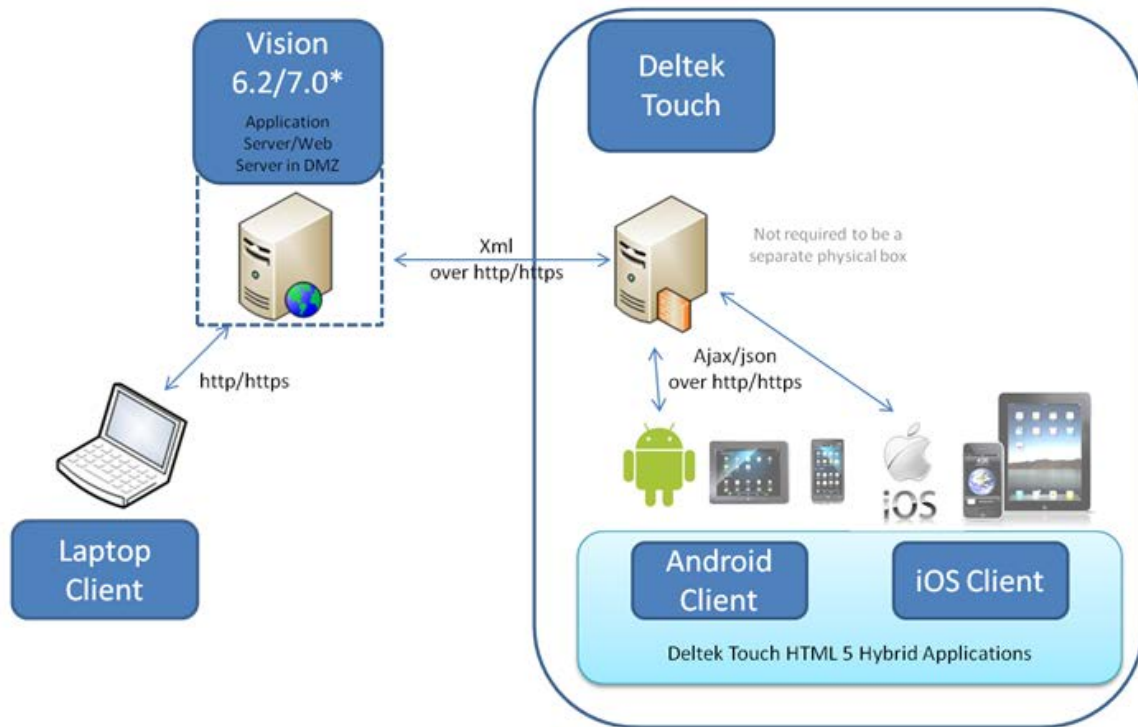 Vision
6.2/7.0*
Application
Server/Web
Server in DMZ
Deltek
Touch
Not required to be a
separate physical box
Xml
over http/https
http/https
Ajax/json
over http/https
iOS
Laptop
Client
Android
Client
iOS Client
Deltek Touch HTML 5 Hybrid Applications